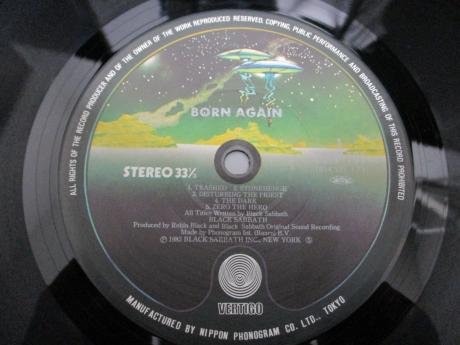 ALL RIGHTS OF THE RECORD PRODUCER AND OF THE OWNER OF THE WORK REPRODUCED RESERVED. COPYING, PUBLIC PERFORMANCE AND BROADCASTING OF THIS RECORD PROHIBITED
BORN AGAIN
STEREO 33⅓
1. TRASHED 2. STONEHENGE
3. DISTURBING THE PRIEST
4. THE DARK
5. ZERO THE HERO
All Titles Written by Black Sabbath
BLACK SABBATH
Produced by Robin Black and Black Sabbath Original Sound Recording
Made by Phonogram Int. B.V.
Ⓟ 1983 BLACK SABBATH INC., NEW YORK Ⓢ
VERTIGO
MANUFACTURED BY NIPPON PHONOGRAM CO. LTD., TOKYO